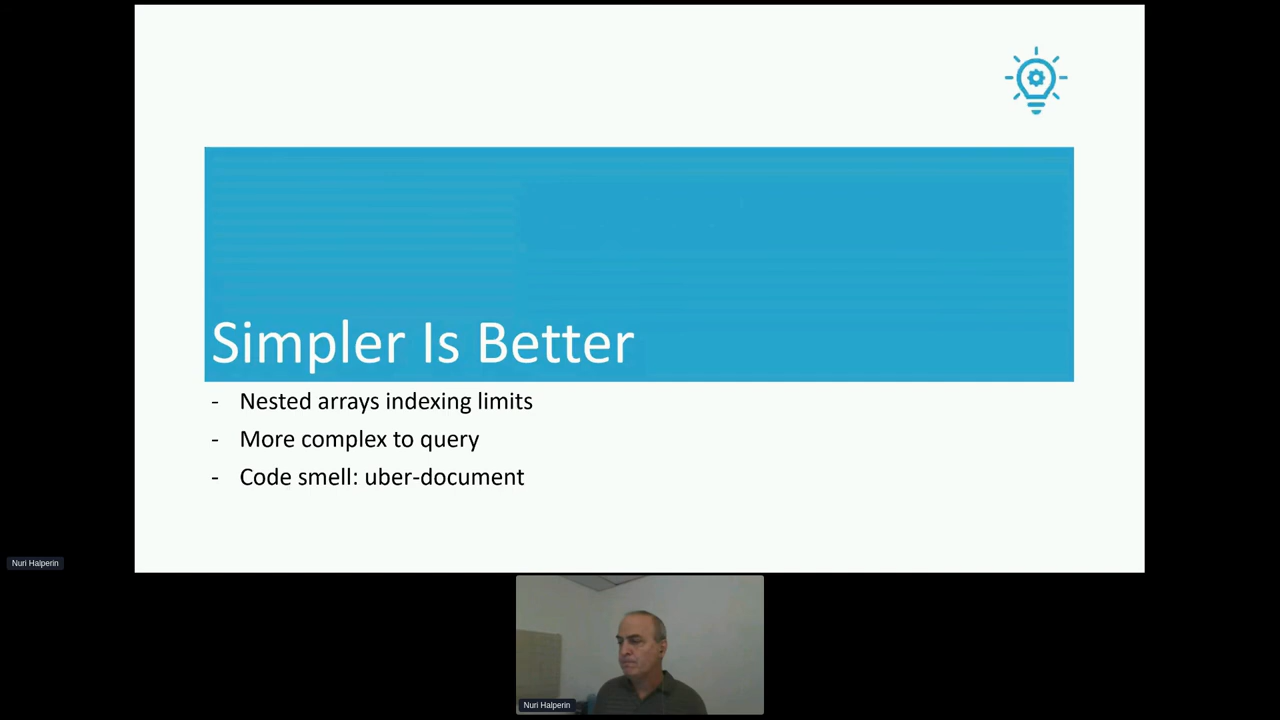 Simpler Is Better
- Nested arrays indexing limits
- More complex to query
- Code smell: uber-document
Nuri Halperin
Nuri Halperin